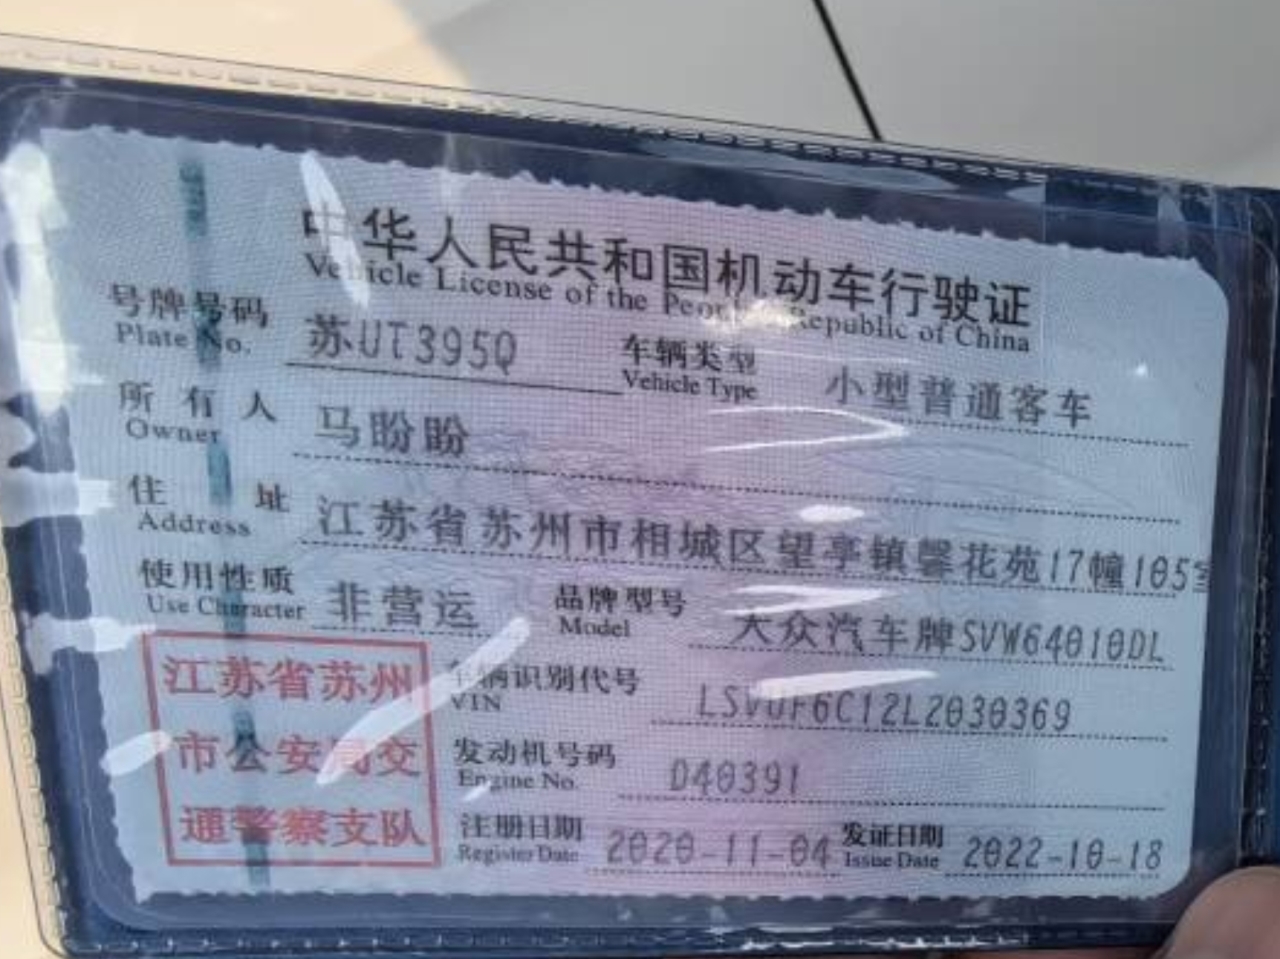 中华人民共和国机动车行驶证
Vehicle License of the People's Republic of China
号牌号码 苏UT395Q 车辆类型 小型普通客车
Plate No. Vehicle Type
所有人 马盼盼
Owner
住址 江苏省苏州市相城区望亭镇馨花苑17幢105室
Address
使用性质 非营运 品牌型号 大众汽车牌SVW64010DL
Use Character Model
江苏省苏州 车辆识别代号 LSVUF6C12L2030369
VIN
市公安局交 发动机号码 D40391
Engine No.
通警察支队 注册日期 2020-11-04 发证日期 2022-10-18
Register Date Issue Date